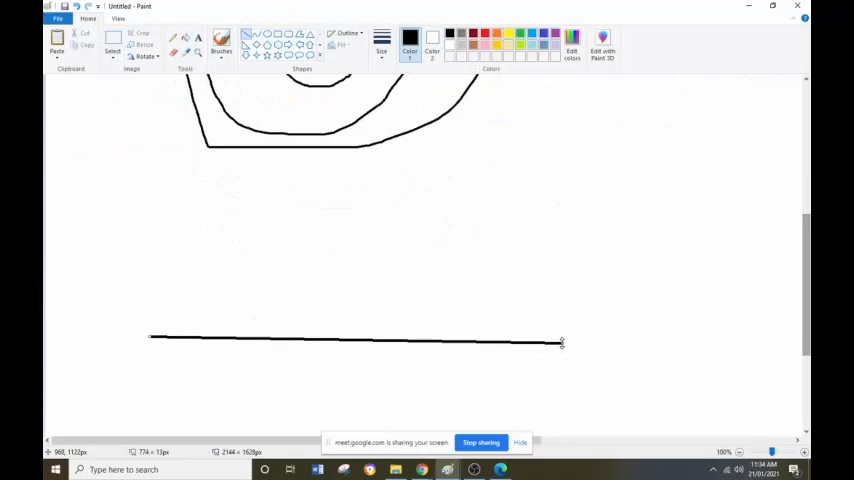 Untitled - Paint
File Home View
Paste Cut Copy Select Crop Resize Rotate Brushes Outline Fill Size Color 1 Color 2 Edit colors Edit with Paint 3D
Clipboard Image Tools Shapes Colors
meet.google.com is sharing your screen. Stop sharing Hide
968, 1122px 774 × 13px 2144 × 1628px 100%
Type here to search 11:34 AM
21/01/2021